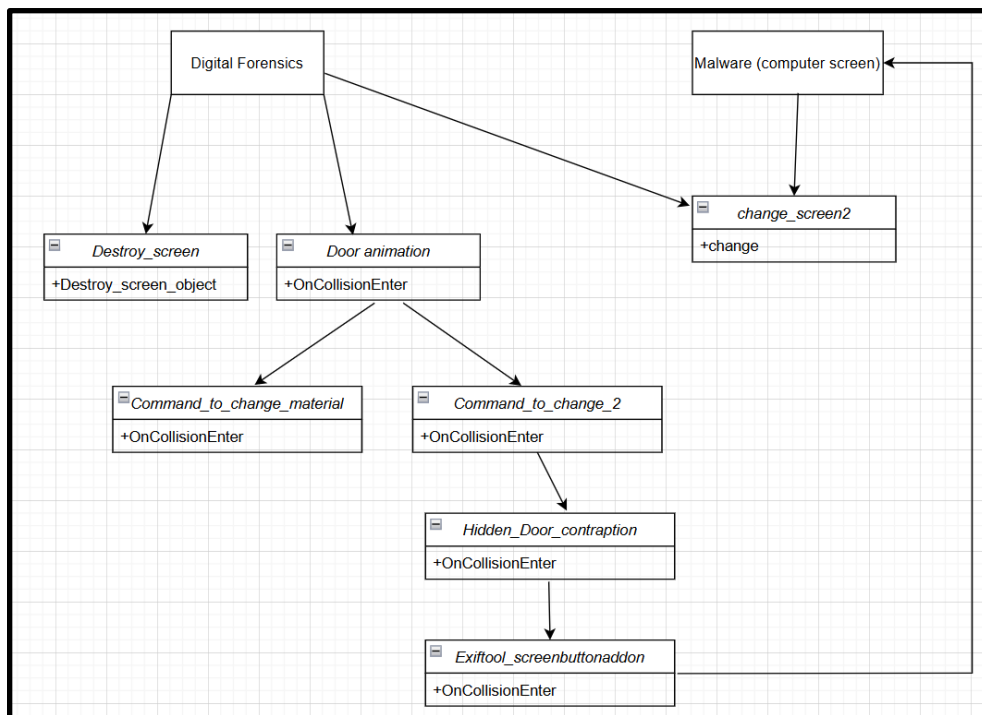 Digital Forensics
Malware (computer screen)
change_screen2
+change
Destroy_screen
+Destroy_screen_object
Door animation
+OnCollisionEnter
Command_to_change_material
+OnCollisionEnter
Command_to_change_2
+OnCollisionEnter
Hidden_Door_contraption
+OnCollisionEnter
Exiftool_screenbuttonaddon
+OnCollisionEnter